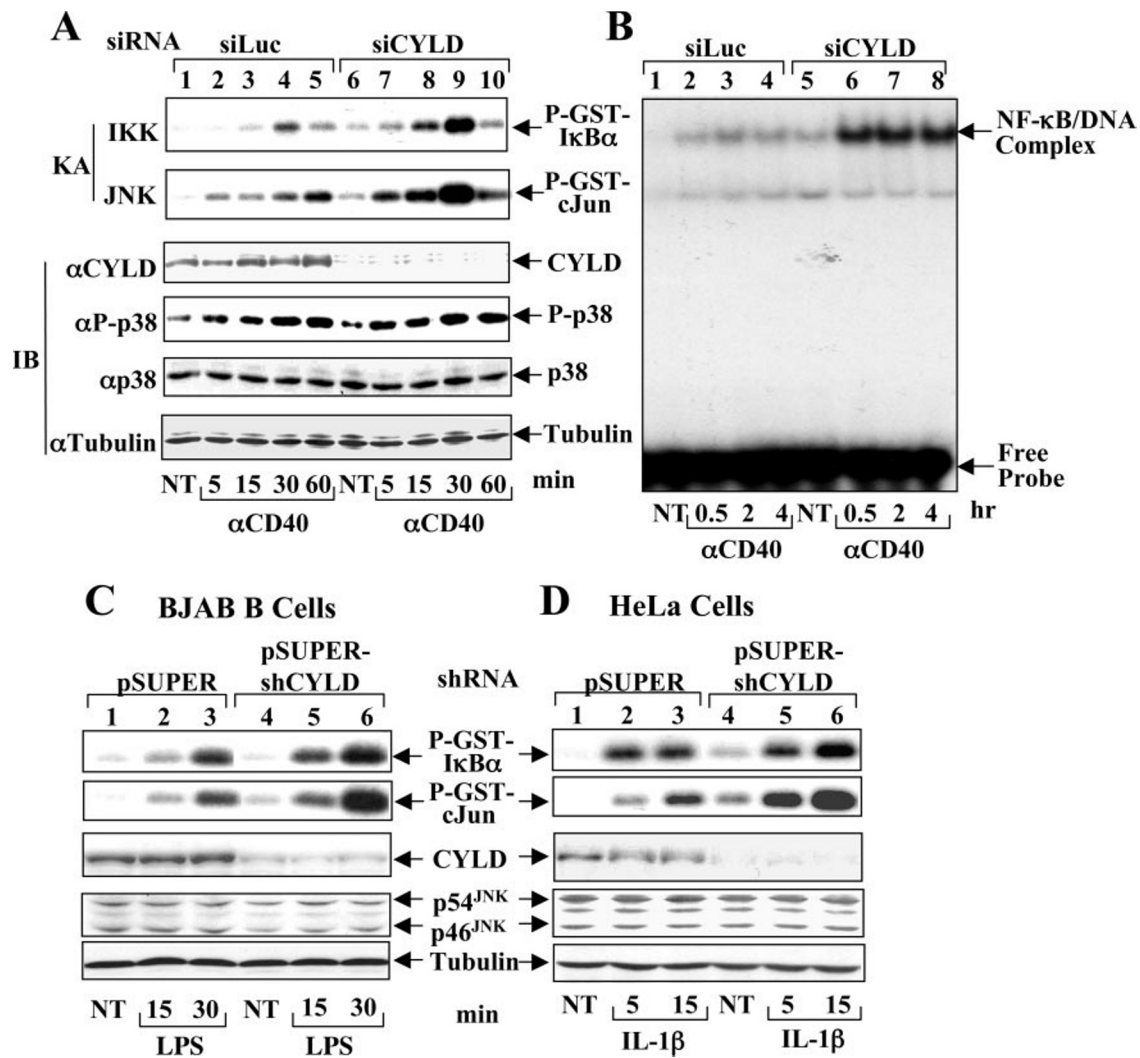 A
siRNA siLuc siCYLD
1 2 3 4 5 6 7 8 9 10
KA
IKK
P-GST-
IκBα
JNK
P-GST-
cJun
IB
αCYLD CYLD
αP-p38 P-p38
αp38 p38
αTubulin Tubulin
NT 5 15 30 60 NT 5 15 30 60 min
αCD40 αCD40
B
siLuc siCYLD
1 2 3 4 5 6 7 8
NF-κB/DNA
Complex
Free
Probe
NT 0.5 2 4 NT 0.5 2 4 hr
αCD40 αCD40
C BJAB B Cells
pSUPER pSUPER-
shCYLD
shRNA
1 2 3 4 5 6
D HeLa Cells
pSUPER pSUPER-
shCYLD
1 2 3 4 5 6
P-GST-
IκBα
P-GST-
cJun
CYLD
p54JNK
p46JNK
Tubulin
NT 15 30 NT 15 30 min
LPS LPS
NT 5 15 NT 5 15
IL-1β IL-1β